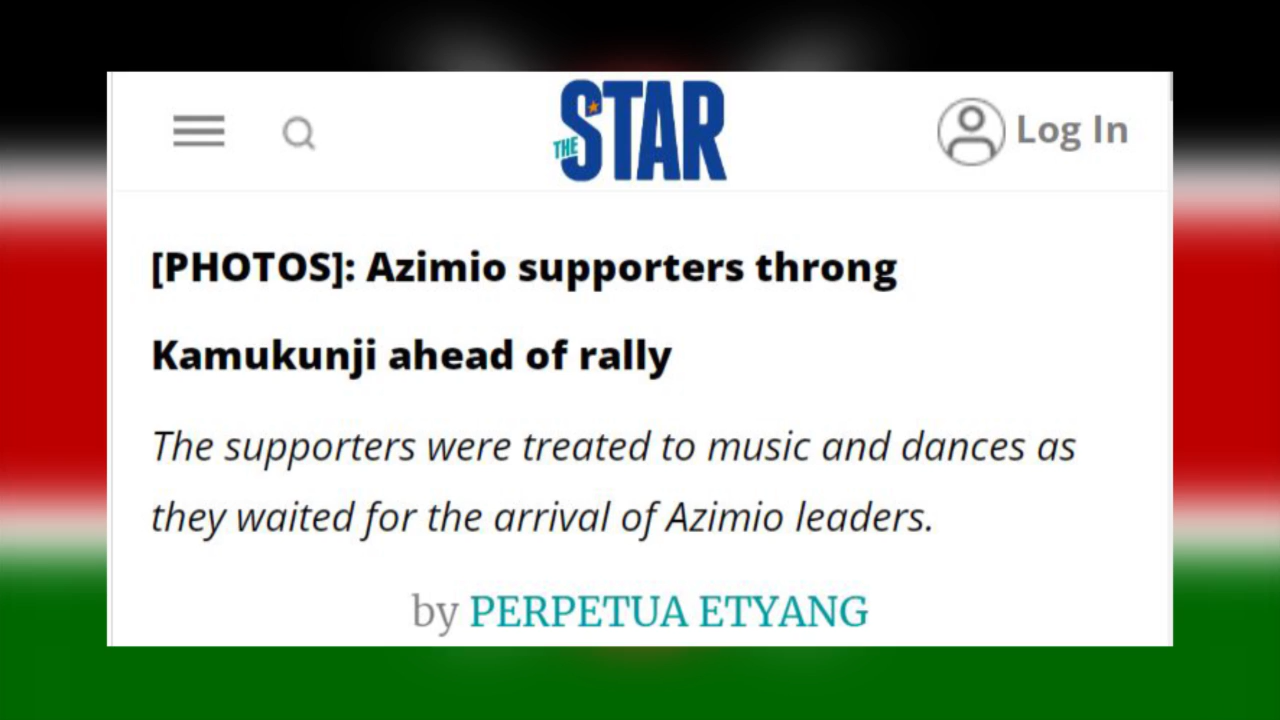 THE STAR
Log In
[PHOTOS]: Azimio supporters throng
Kamukunji ahead of rally
The supporters were treated to music and dances as
they waited for the arrival of Azimio leaders.
by PERPETUA ETYANG